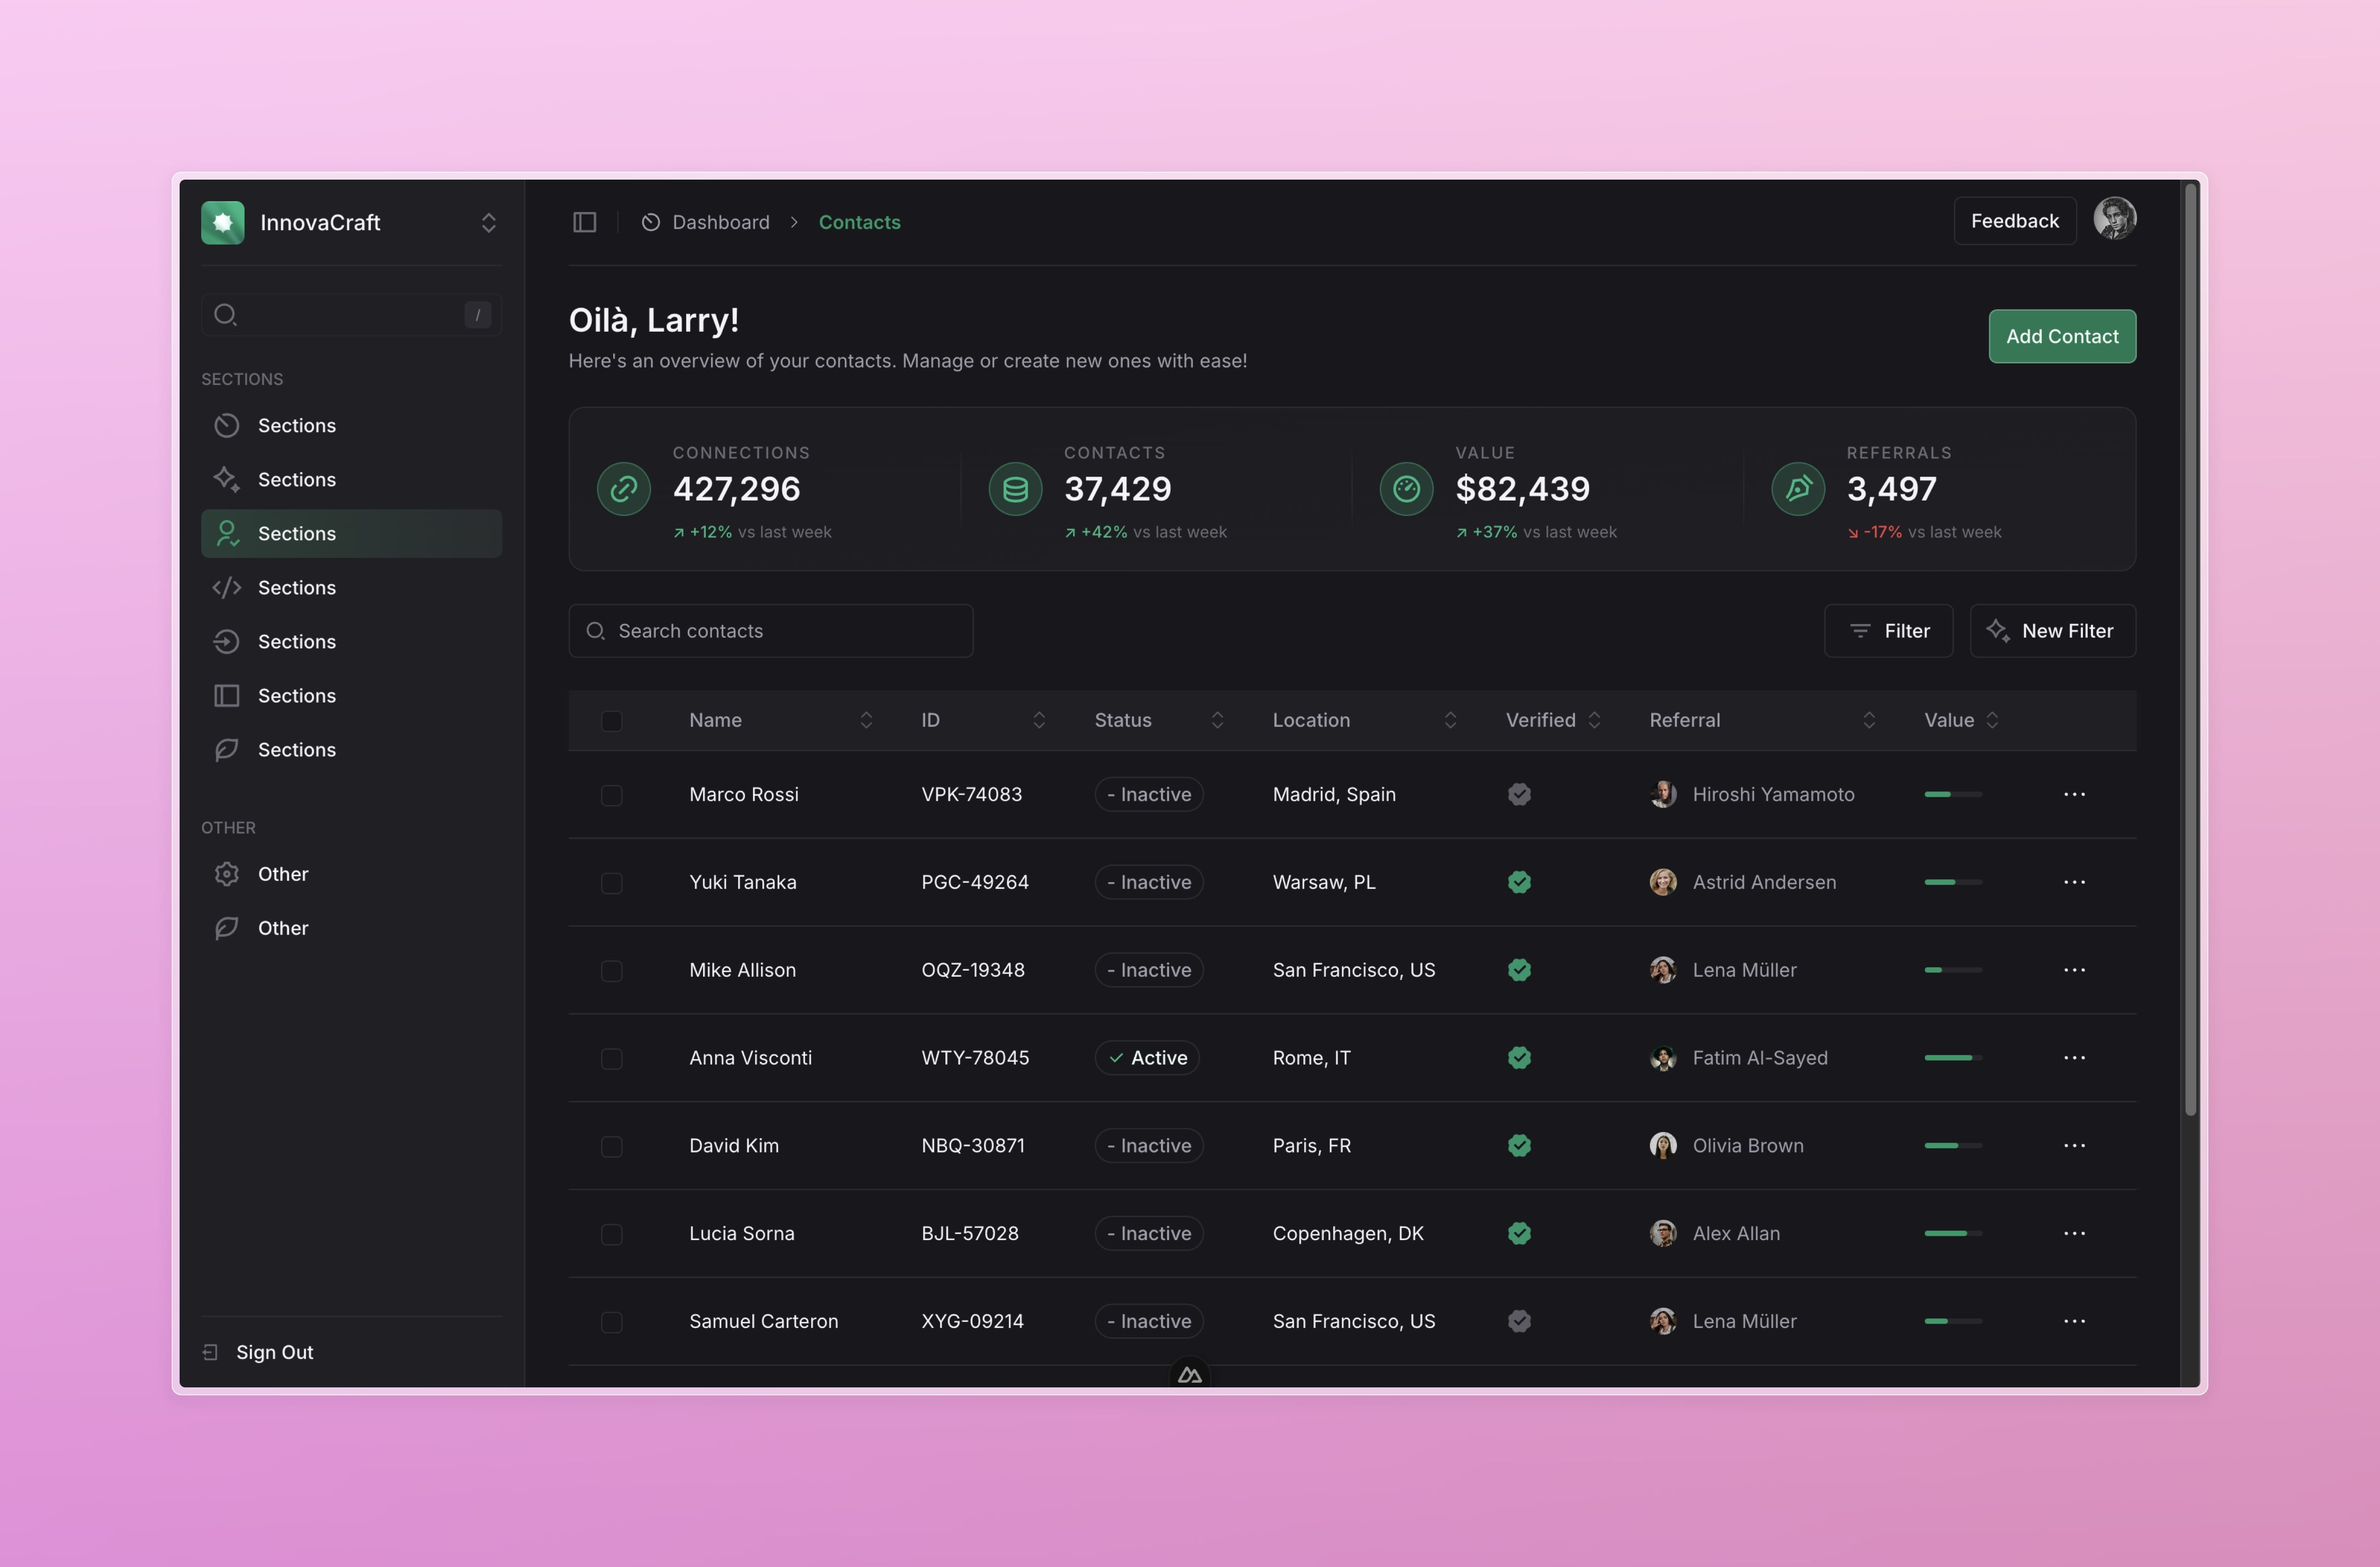 InnovaCraft
/
SECTIONS
Sections
Sections
Sections
Sections
Sections
Sections
Sections
OTHER
Other
Other
Sign Out
Dashboard > Contacts
Feedback
Oilà, Larry!
Here's an overview of your contacts. Manage or create new ones with ease!
Add Contact
CONNECTIONS
427,296
+12% vs last week
CONTACTS
37,429
+42% vs last week
VALUE
$82,439
+37% vs last week
REFERRALS
3,497
-17% vs last week
Search contacts
Filter
New Filter
Name ID Status Location Verified Referral Value
Marco Rossi VPK-74083 - Inactive Madrid, Spain Hiroshi Yamamoto
Yuki Tanaka PGC-49264 - Inactive Warsaw, PL Astrid Andersen
Mike Allison OQZ-19348 - Inactive San Francisco, US Lena Müller
Anna Visconti WTY-78045 Active Rome, IT Fatim Al-Sayed
David Kim NBQ-30871 - Inactive Paris, FR Olivia Brown
Lucia Sorna BJL-57028 - Inactive Copenhagen, DK Alex Allan
Samuel Carteron XYG-09214 - Inactive San Francisco, US Lena Müller